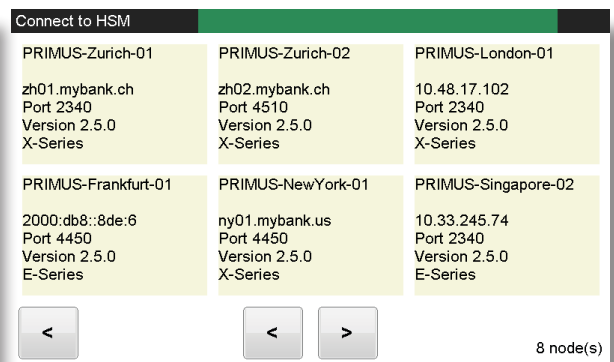 Connect to HSM
PRIMUS-Zurich-01
zh01.mybank.ch
Port 2340
Version 2.5.0
X-Series
PRIMUS-Zurich-02
zh02.mybank.ch
Port 4510
Version 2.5.0
X-Series
PRIMUS-London-01
10.48.17.102
Port 2340
Version 2.5.0
X-Series
PRIMUS-Frankfurt-01
2000:db8::8de:6
Port 4450
Version 2.5.0
E-Series
PRIMUS-NewYork-01
ny01.mybank.us
Port 4450
Version 2.5.0
X-Series
PRIMUS-Singapore-02
10.33.245.74
Port 2340
Version 2.5.0
E-Series
<
< >
8 node(s)